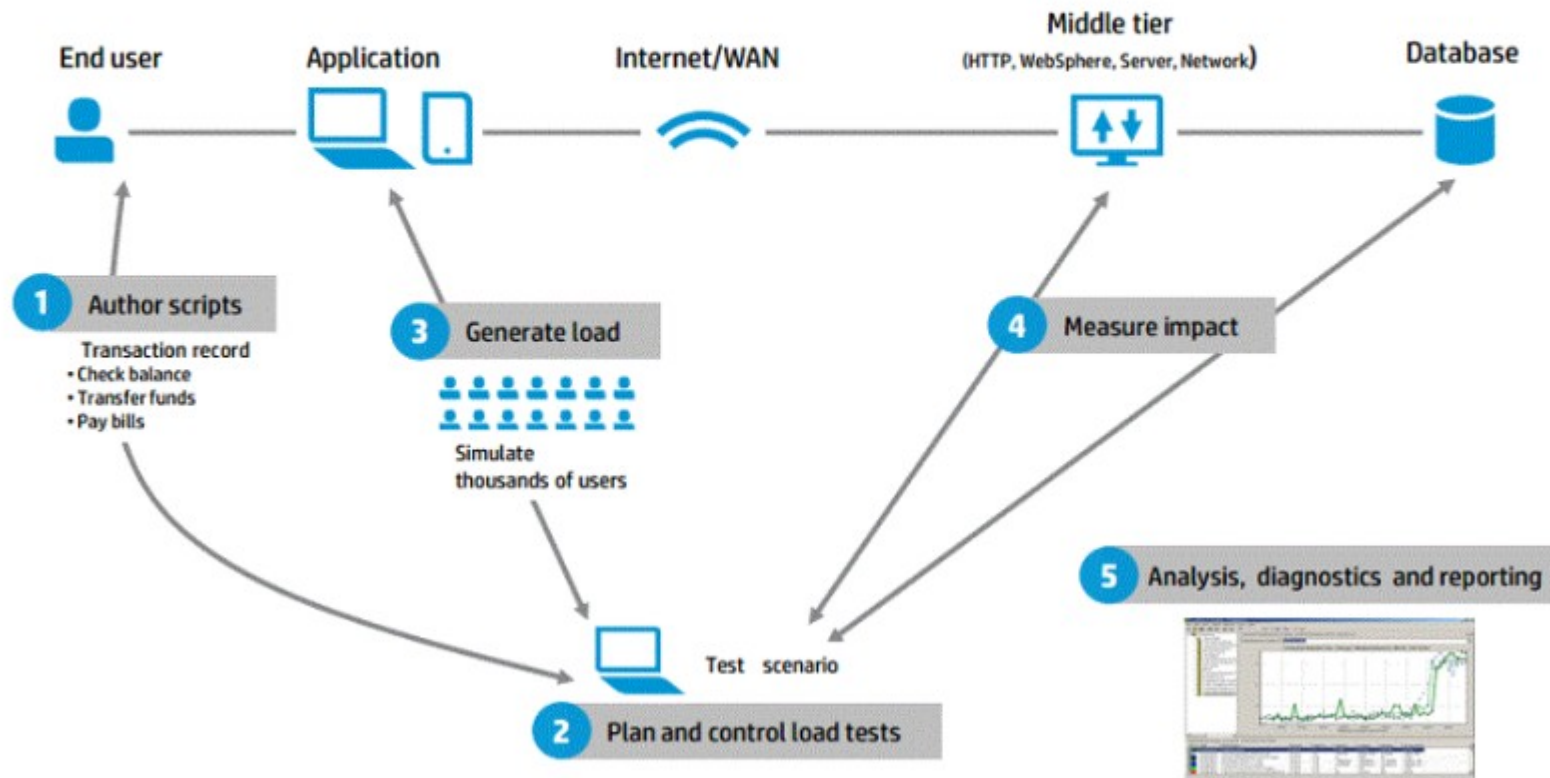 End user
Application
Internet/WAN
Middle tier
(HTTP, WebSphere, Server, Network)
Database
1 Author scripts
Transaction record
• Check balance
• Transfer funds
• Pay bills
3 Generate load
Simulate
thousands of users
4 Measure impact
5 Analysis, diagnostics and reporting
Test scenario
2 Plan and control load tests